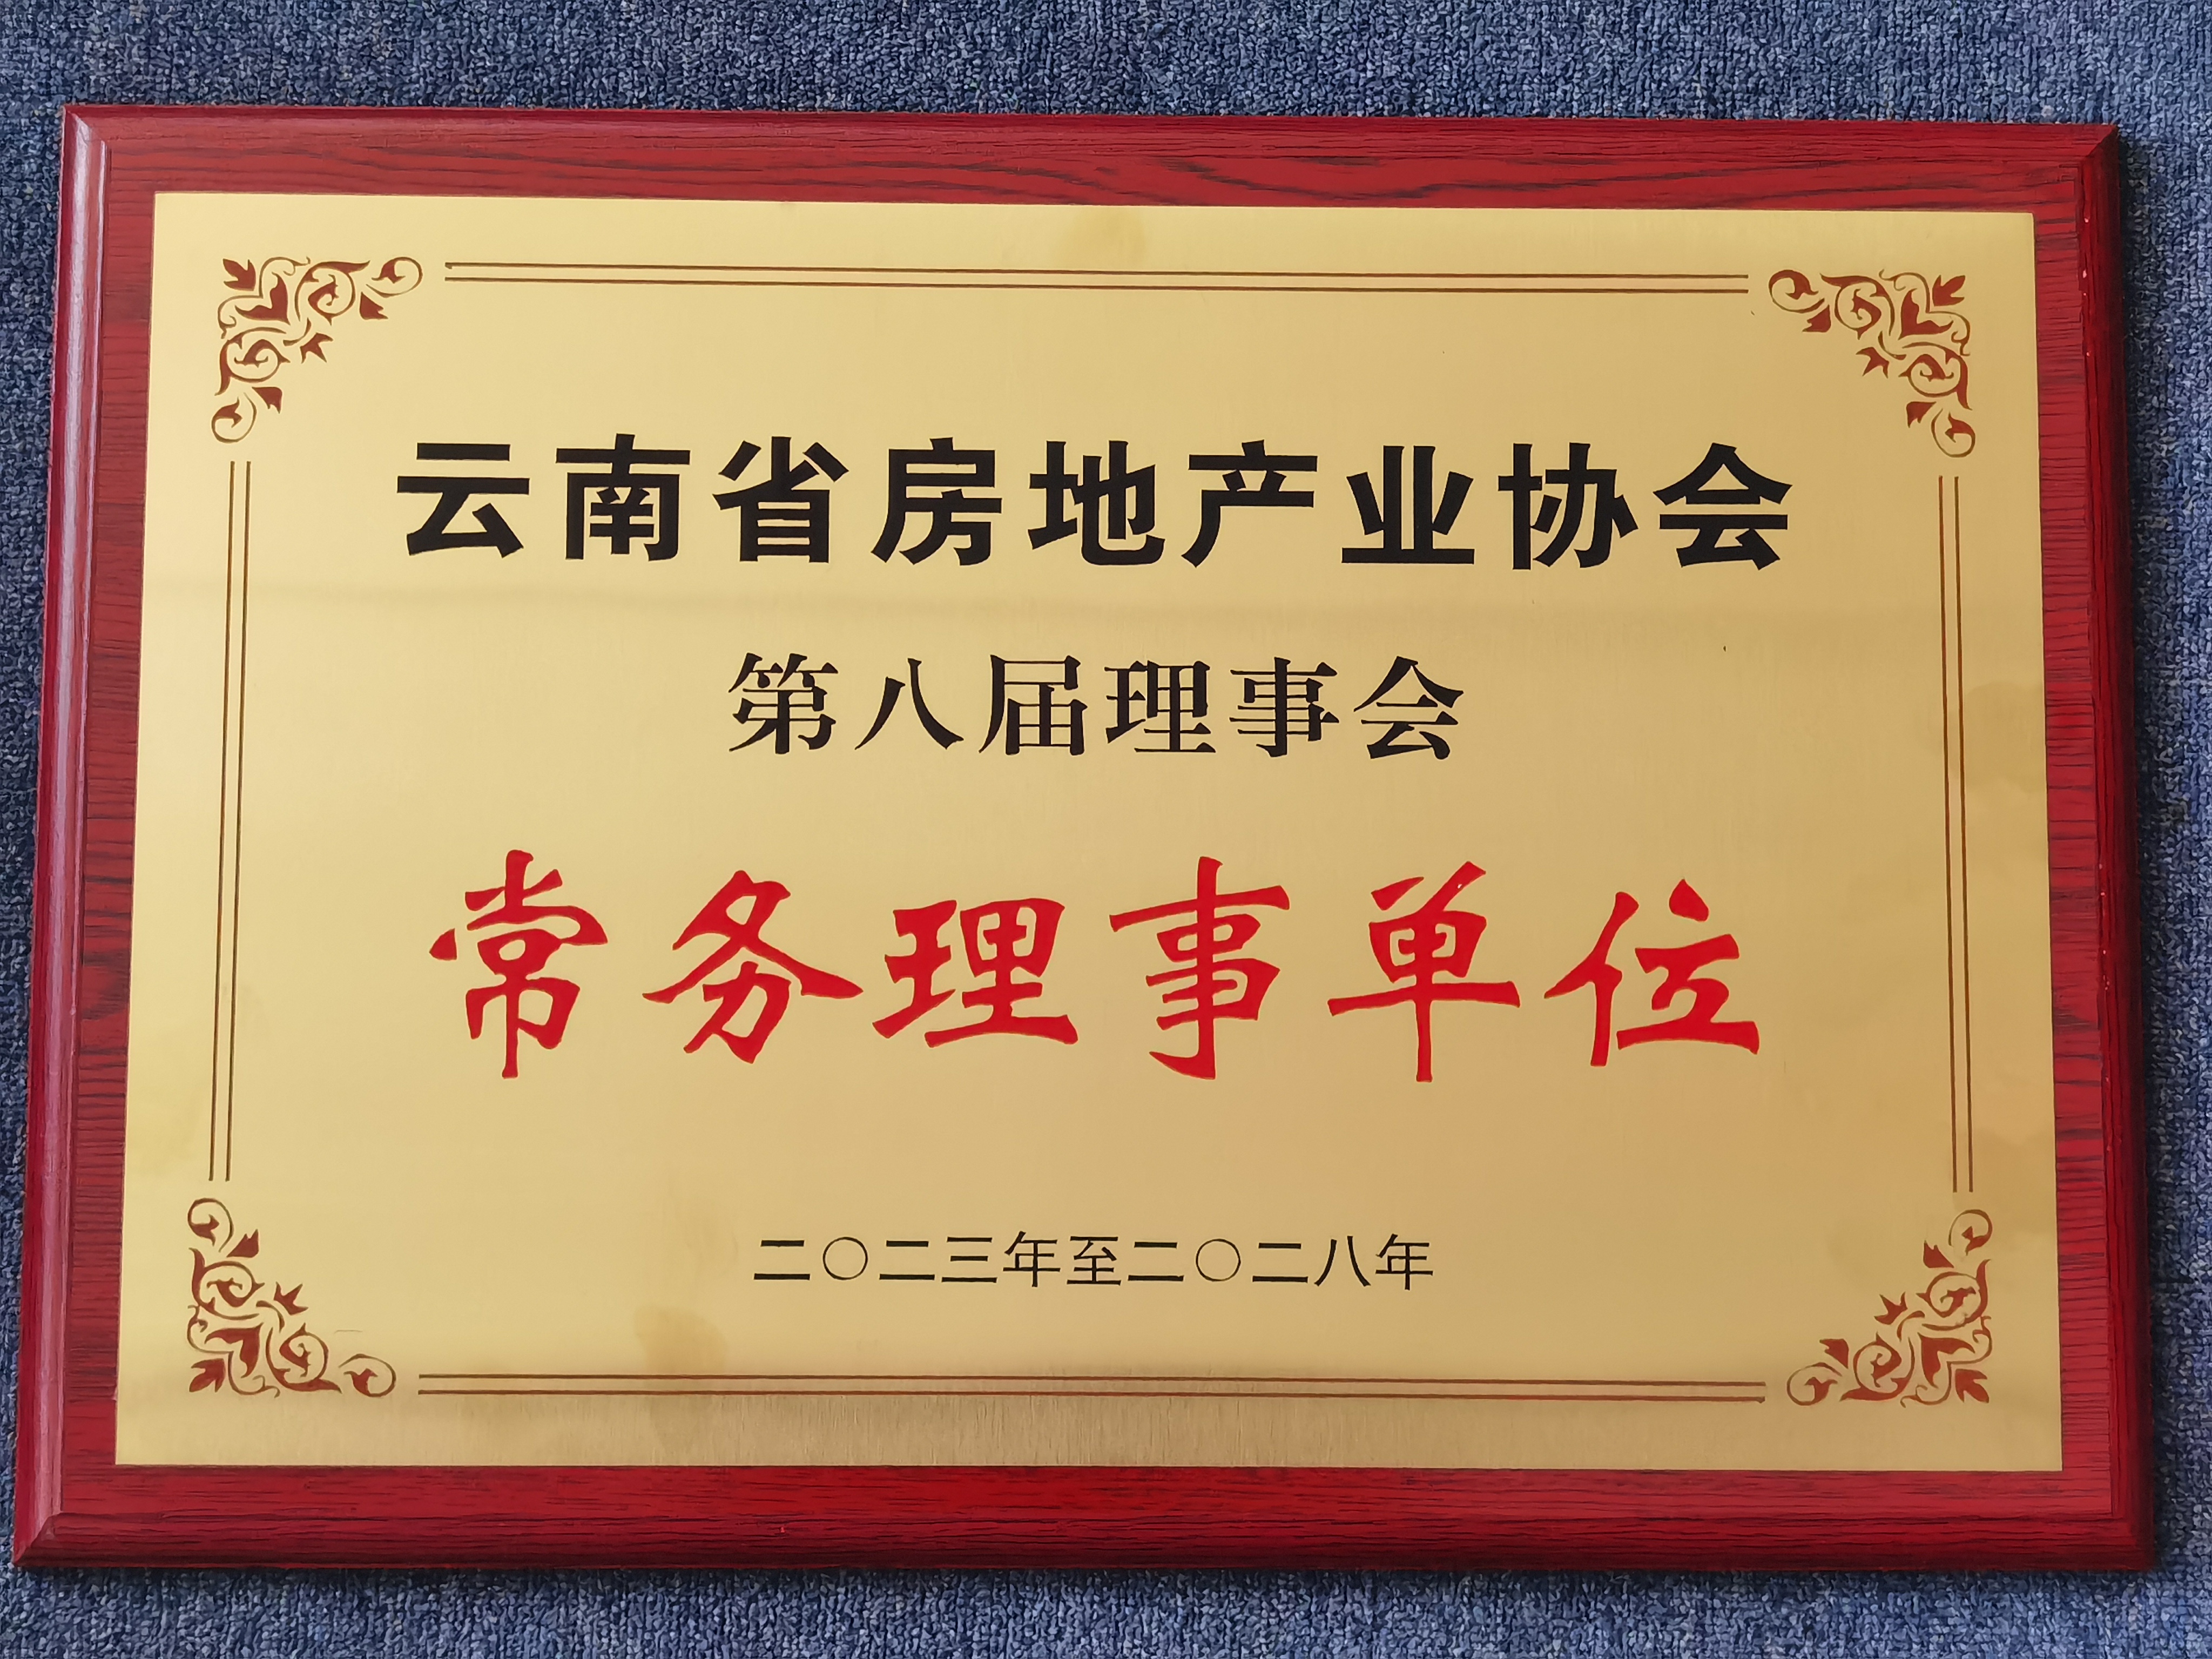 云南省房地产业协会
第八届理事会
常务理事单位
二〇二三年至二〇二八年